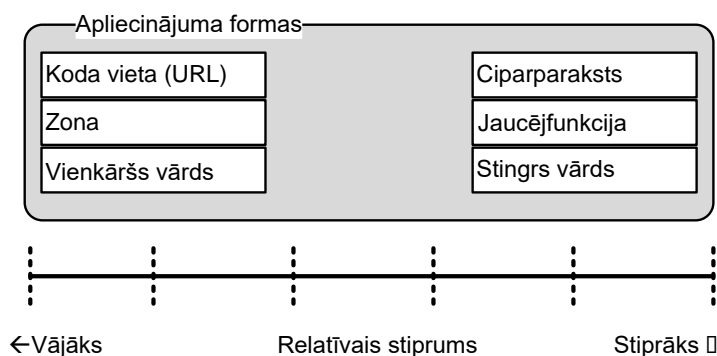 Apliecinājuma formas
Koda vieta (URL)
Zona
Vienkāršs vārds
Ciparparaksts
Jaucējfunkcija
Stingrs vārds
←Vājāks
Relatīvais stiprums
Stiprāks